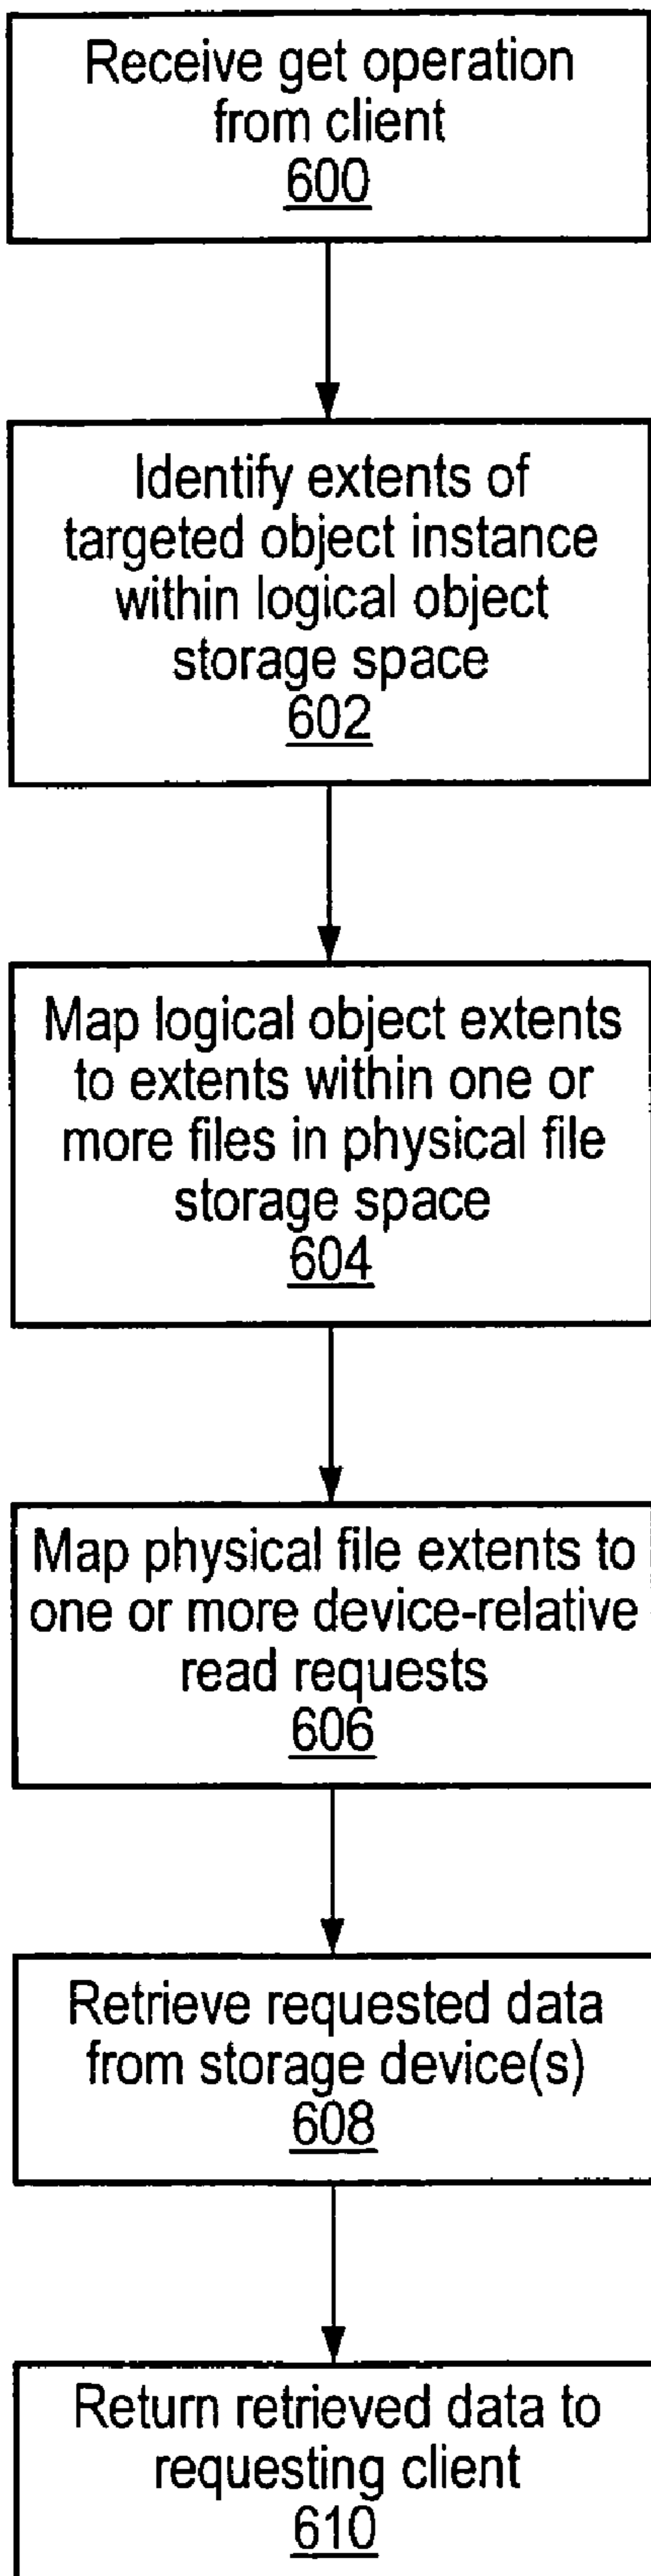 Receive get operation
from client
600
Identify extents of
targeted object instance
within logical object
storage space
602
Map logical object extents
to extents within one or
more files in physical file
storage space
604
Map physical file extents to
one or more device-relative
read requests
606
Retrieve requested data
from storage device(s)
608
Return retrieved data to
requesting client
610